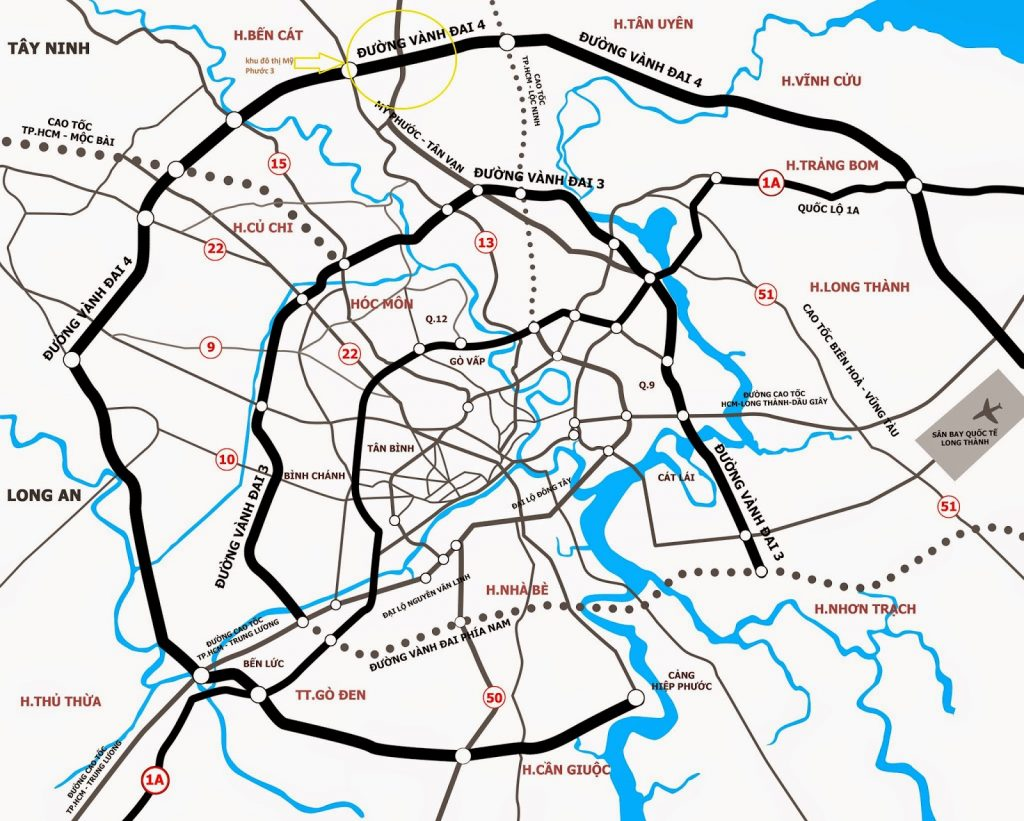 H.TÂN UYÊN
ĐƯỜNG VÀNH ĐAI 4
H.BẾN CÁT
TÂY NINH
khu đô thị Mỹ
Phước 3
ĐƯỜNG VÀNH ĐAI 4
H.VĨNH CỬU
CAO TỐC
TP.HCM - LỘC NINH
CAO TỐC
TP.HCM - MỘC BÀI
MỸ PHƯỚC - TÂN VẠN
15
H.TRẢNG BOM
ĐƯỜNG VÀNH ĐAI 3
1A
QUỐC LỘ 1A
H.CỦ CHI
22
13
ĐƯỜNG VÀNH ĐAI 4
H.LONG THÀNH
51
HÓC MÔN
Q.12
CAO TỐC BIÊN HOÀ - VŨNG TÀU
9
22
GÒ VẤP
Q.9
ĐƯỜNG CAO TỐC
HCM-LONG THÀNH-DẦU GIÂY
SÂN BAY QUỐC TẾ
LONG THÀNH
TÂN BÌNH
10
BÌNH CHÁNH
CÁT LÁI
LONG AN
ĐẠI LỘ ĐÔNG TÂY
ĐƯỜNG VÀNH ĐAI 3
ĐƯỜNG VÀNH ĐAI 3
51
H.NHÀ BÈ
ĐẠI LỘ NGUYỄN VĂN LINH
H.NHƠN TRẠCH
ĐƯỜNG CAO TỐC
TP.HCM - TRUNG LƯƠNG
ĐƯỜNG VÀNH ĐAI PHÍA NAM
BẾN LỨC
CẢNG
HIỆP PHƯỚC
H.THỦ THỪA
TT.GÒ ĐEN
50
ĐƯỜNG CAO TỐC
TP.HCM - TRUNG LƯƠNG
1A
H.CẦN GIUỘC